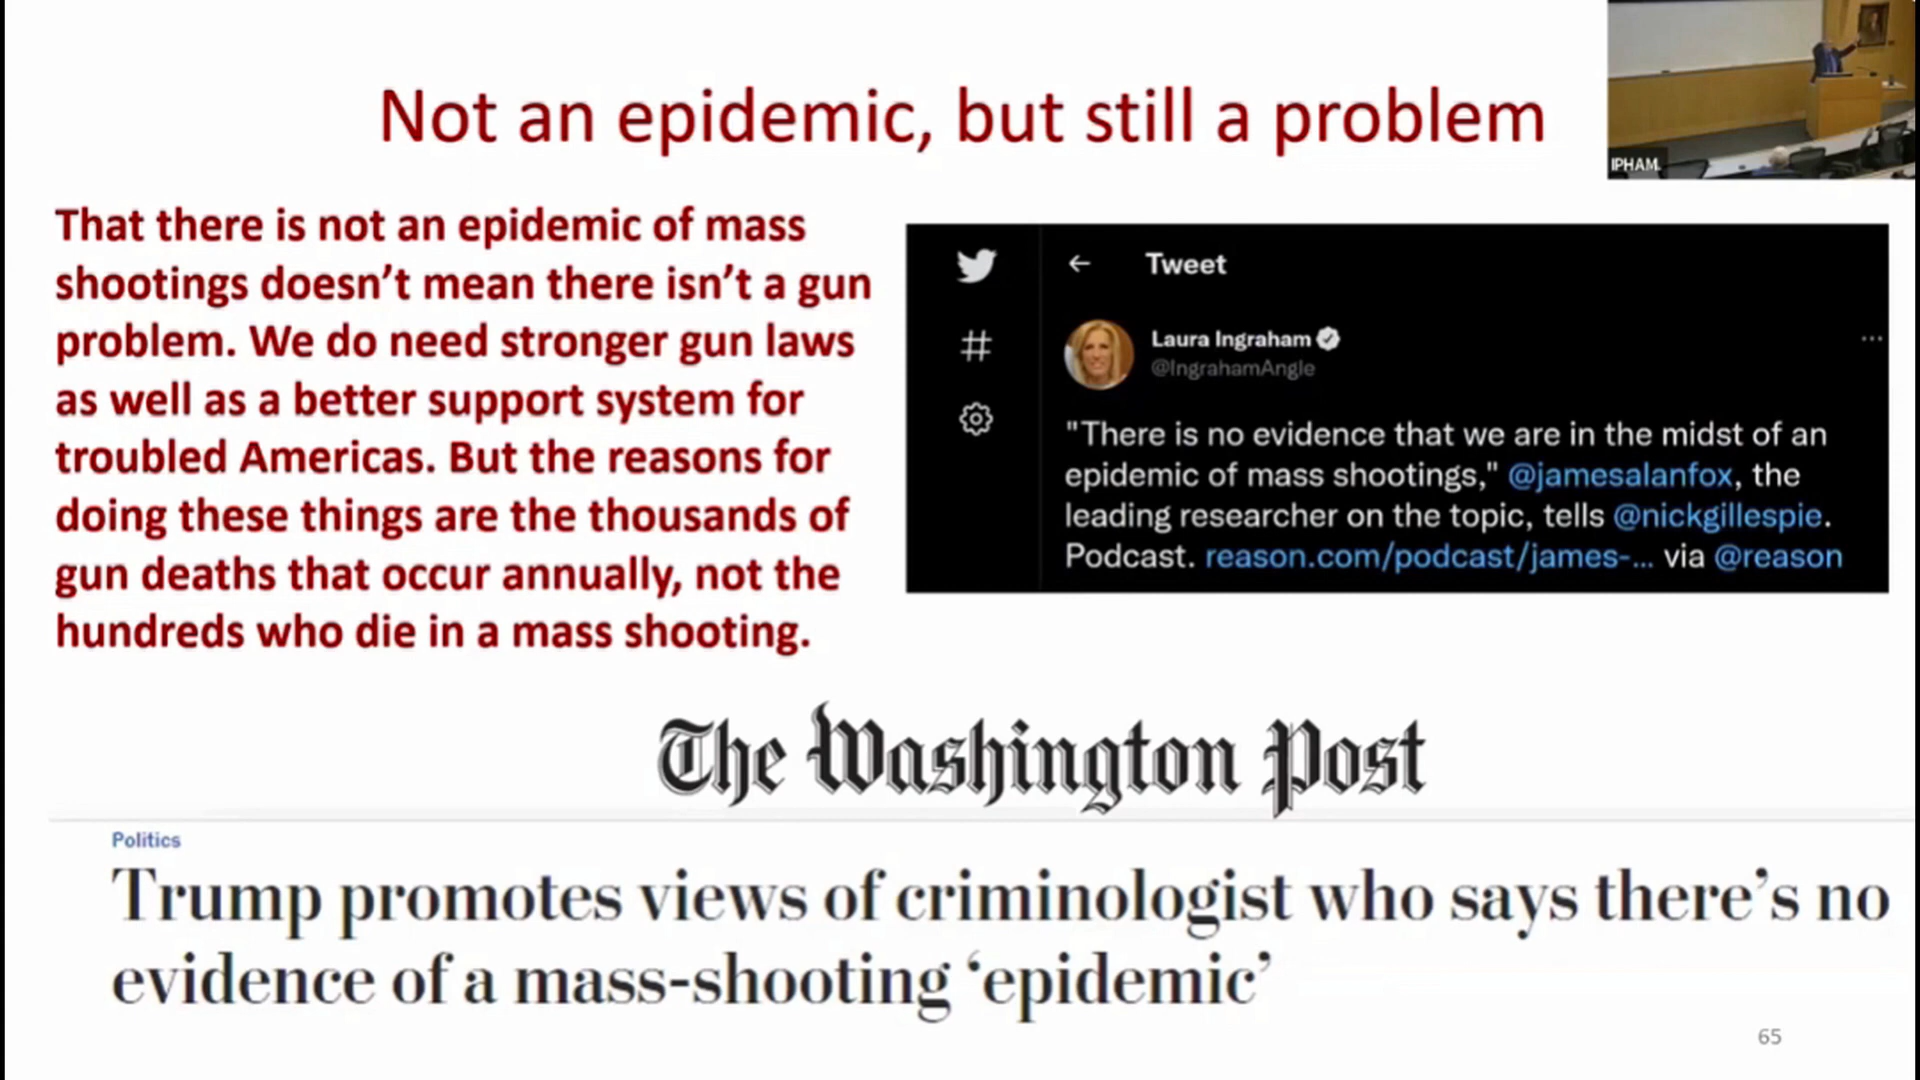 Not an epidemic, but still a problem
IPHAM.
That there is not an epidemic of mass
shootings doesn’t mean there isn’t a gun
problem. We do need stronger gun laws
as well as a better support system for
troubled Americas. But the reasons for
doing these things are the thousands of
gun deaths that occur annually, not the
hundreds who die in a mass shooting.
Tweet
Laura Ingraham
@IngrahamAngle
"There is no evidence that we are in the midst of an
epidemic of mass shootings," @jamesalanfox, the
leading researcher on the topic, tells @nickgillespie.
Podcast. reason.com/podcast/james-... via @reason
The Washington Post
Politics
Trump promotes views of criminologist who says there’s no
evidence of a mass-shooting ‘epidemic’
65